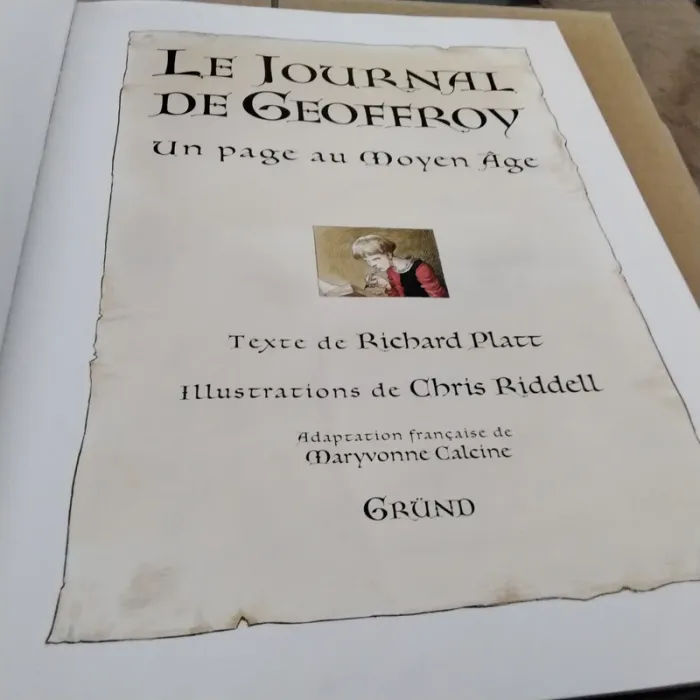 Le Journal
de Geoffroy
Un page au Moyen Âge
Texte de Richard Platt
Illustrations de Chris Riddell
Adaptation française de
Maryvonne Calcine
Gründ